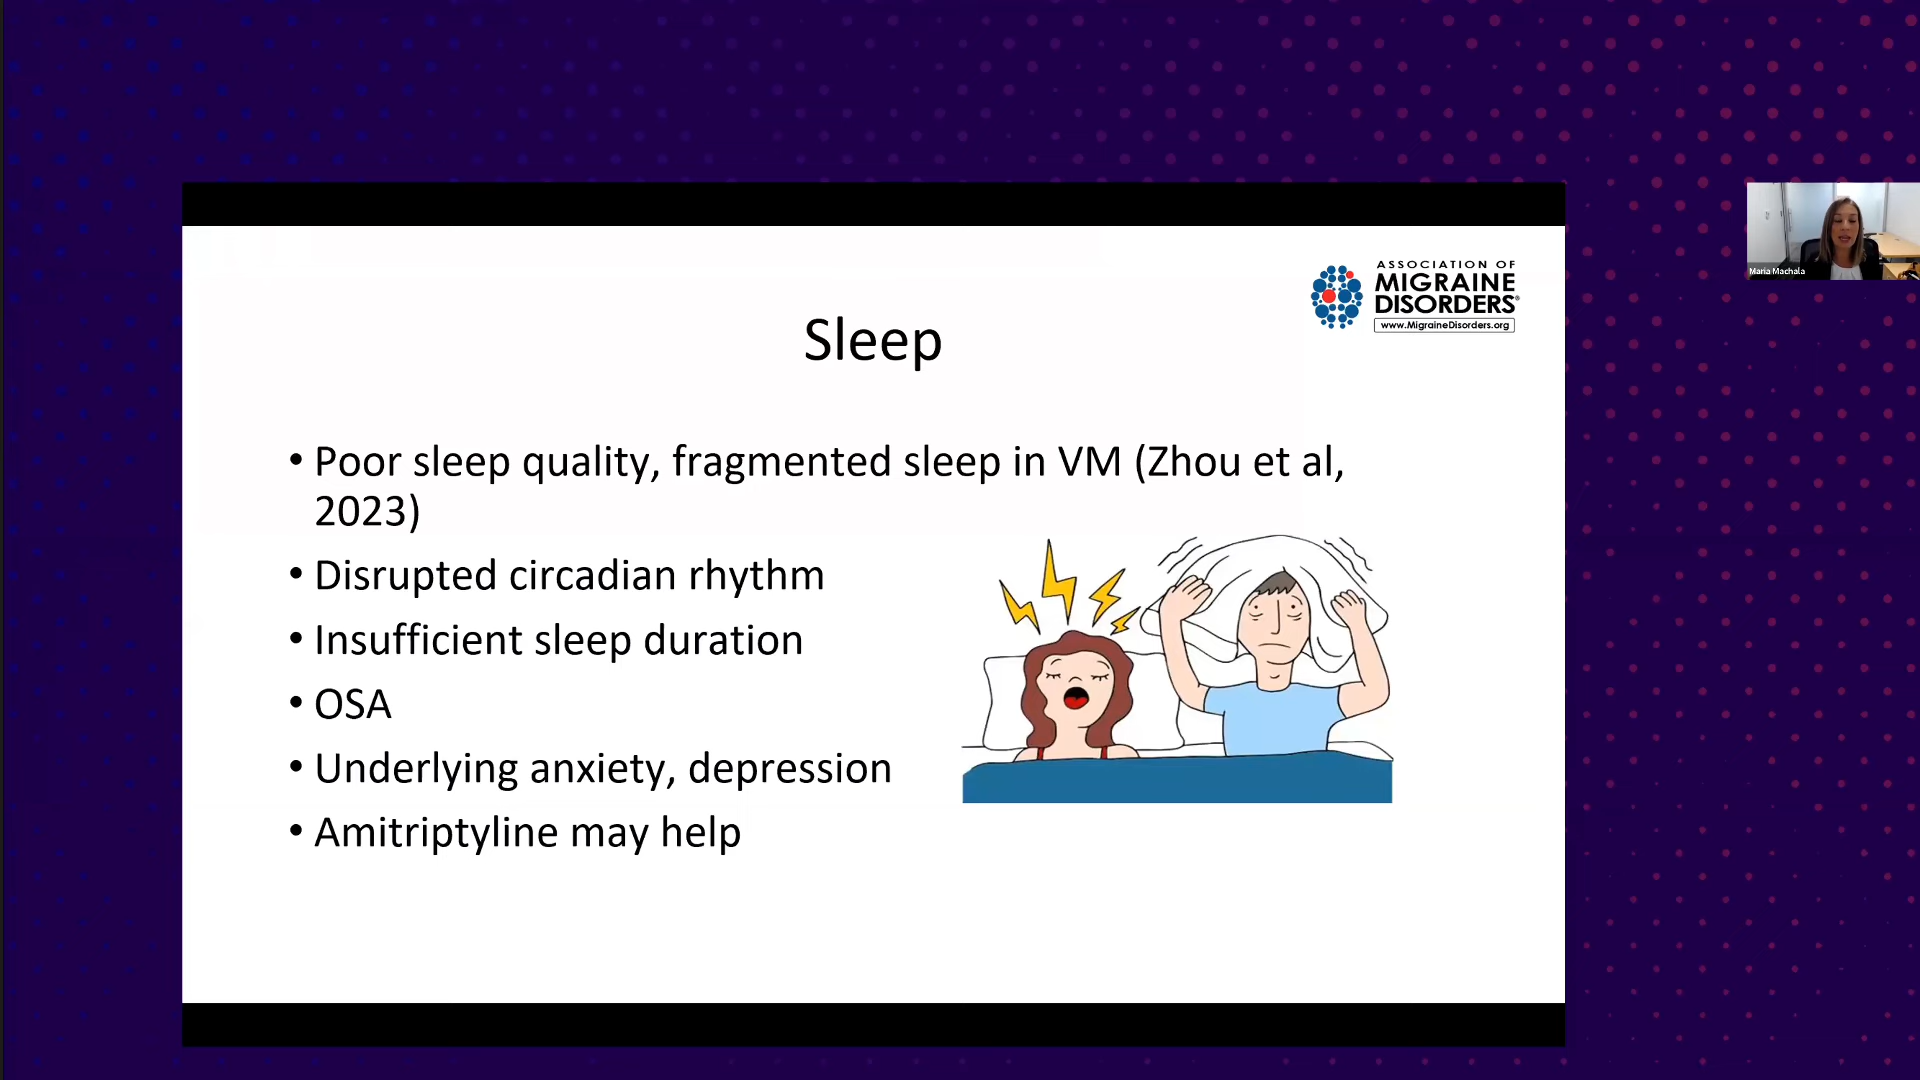 ASSOCIATION OF
MIGRAINE
DISORDERS®
www.MigraineDisorders.org
Sleep
• Poor sleep quality, fragmented sleep in VM (Zhou et al,
2023)
• Disrupted circadian rhythm
• Insufficient sleep duration
• OSA
• Underlying anxiety, depression
• Amitriptyline may help
Maria Machala